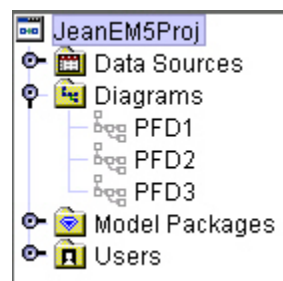 JeanEM5Proj
Data Sources
Diagrams
PFD1
PFD2
PFD3
Model Packages
Users